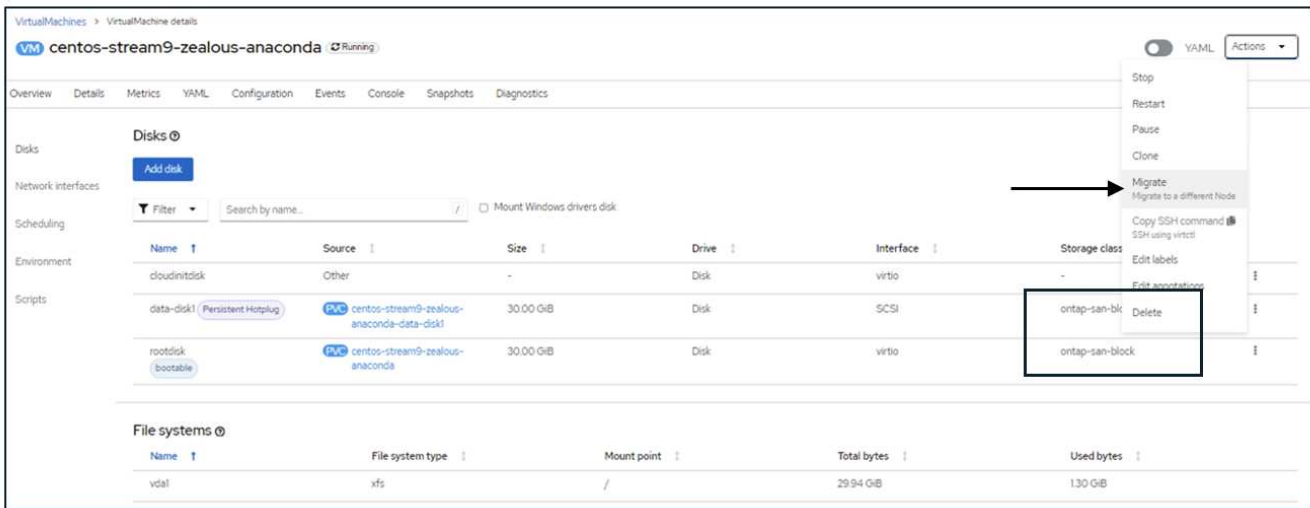 VirtualMachines > VirtualMachine details
VM centos-stream9-zealous-anaconda Running
YAML Actions
Stop
Restart
Pause
Clone
Migrate
Migrate to a different Node
Copy SSH command
SSH using virtctl
Edit labels
Edit annotations
Delete
Overview Details Metrics YAML Configuration Events Console Snapshots Diagnostics
Disks
Network interfaces
Scheduling
Environment
Scripts
Disks
Add disk
Filter Search by name... / Mount Windows drivers disk
Name Source Size Drive Interface Storage class
cloudinitdisk Other - Disk virtio -
data-disk1 Persistent Hotplug PVC centos-stream9-zealous-anaconda-data-disk1 30.00 GiB Disk SCSI ontap-san-blo
rootdisk bootable PVC centos-stream9-zealous-anaconda 30.00 GiB Disk virtio ontap-san-block
File systems
Name File system type Mount point Total bytes Used bytes
vda1 xfs / 29.94 GiB 1.30 GiB